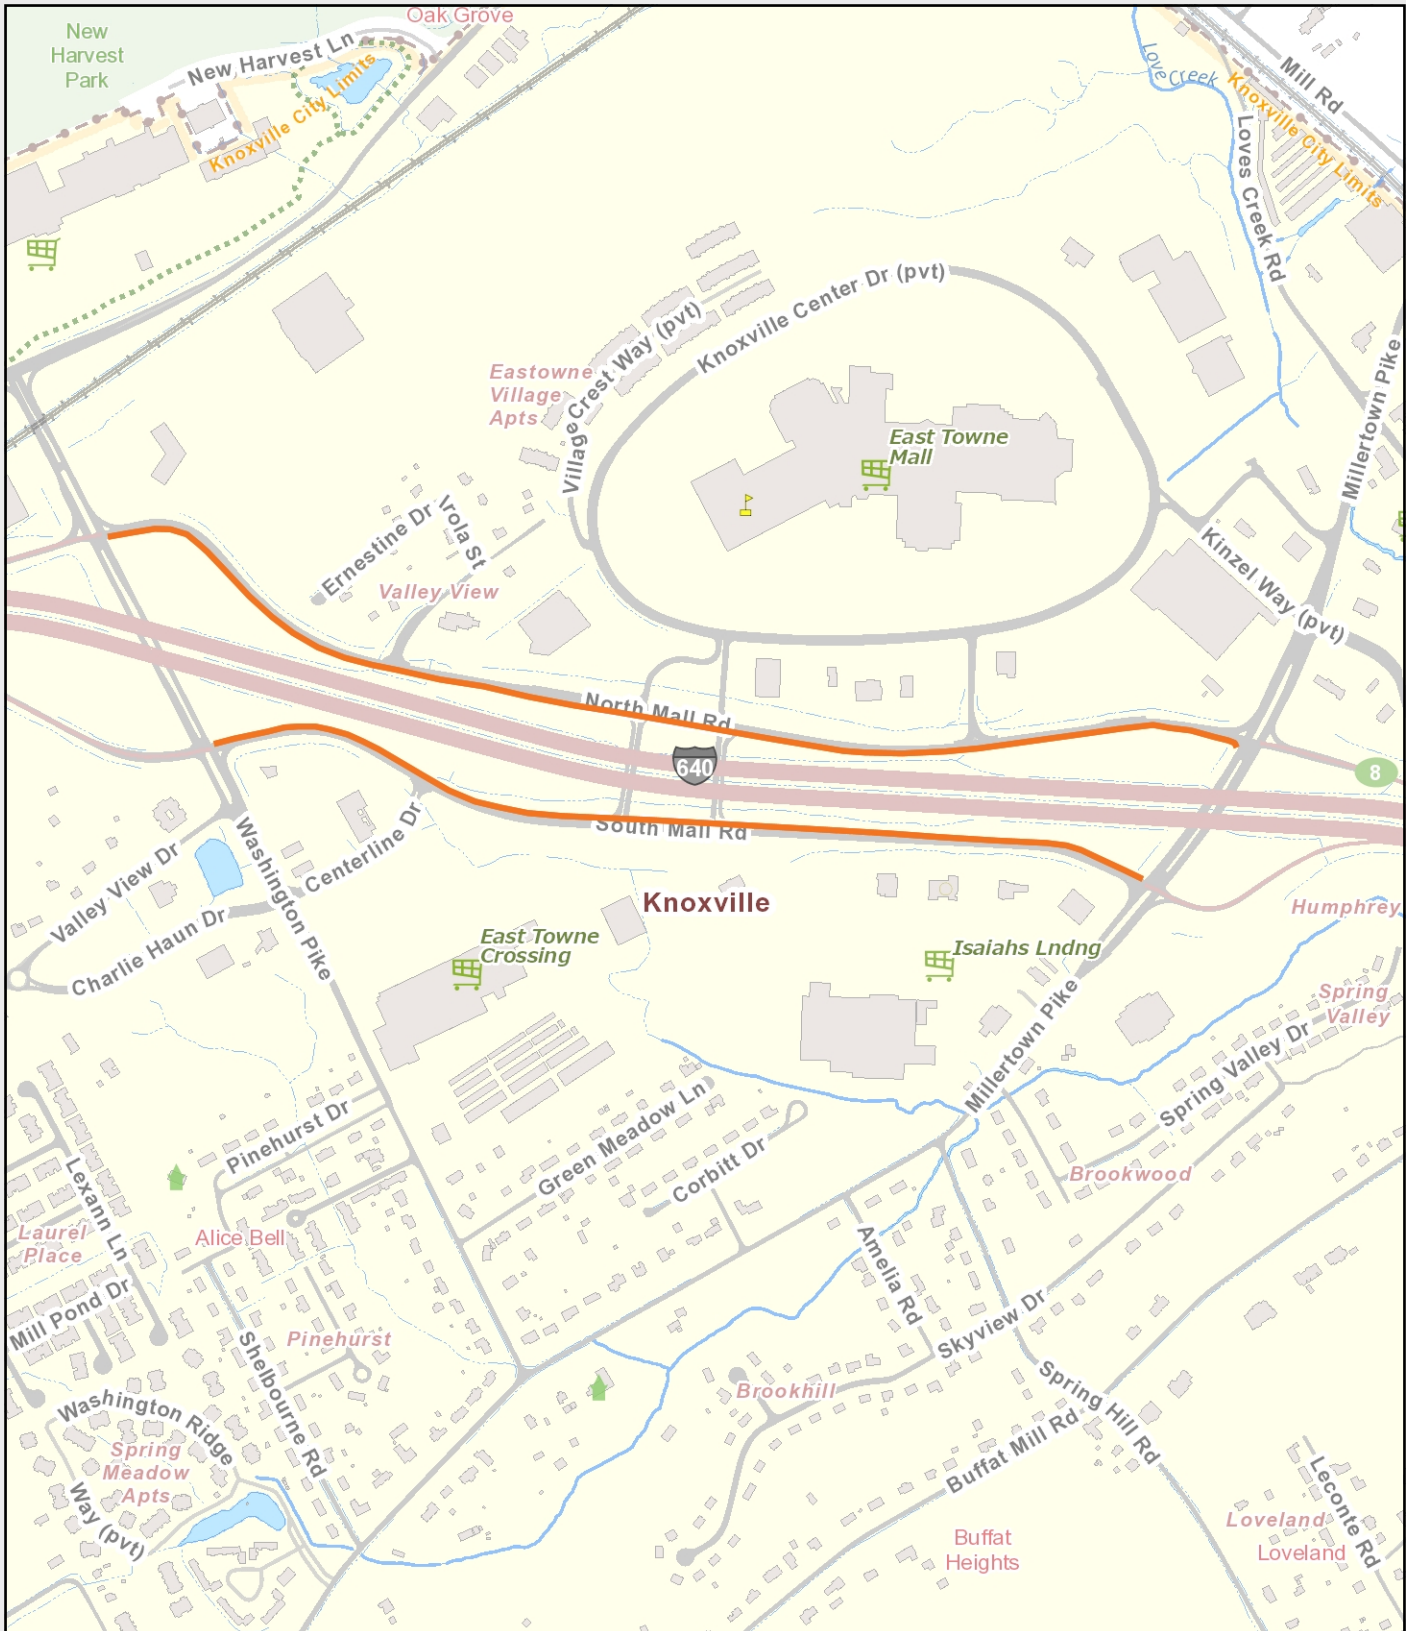 Oak Grove
New
Harvest
Park
New Harvest Ln
Knoxville City Limits
Love Creek
Mill Rd
Knoxville City Limits
Loves Creek Rd
Knoxville Center Dr (pvt)
Village Crest Way (pvt)
Eastowne
Village
Apts
Millertown Pike
East Towne
Mall
Ernestine Dr
Irola St
Valley View
Kinzel Way (pvt)
North Mall Rd
640
8
South Mall Rd
Washington Pike
Centerline Dr
Valley View Dr
Charlie Haun Dr
Knoxville
Humphrey
East Towne
Crossing
Isaiahs Lndng
Spring
Valley
Millertown Pike
Spring Valley Dr
Green Meadow Ln
Pinehurst Dr
Corbitt Dr
Brookwood
Lexann Ln
Laurel
Place
Alice Bell
Amelia Rd
Mill Pond Dr
Pinehurst
Shelbourne Rd
Skyview Dr
Brookhill
Spring Hill Rd
Washington Ridge
Way (pvt)
Spring
Meadow
Apts
Buffat Mill Rd
Leconte Rd
Loveland
Loveland
Buffat
Heights